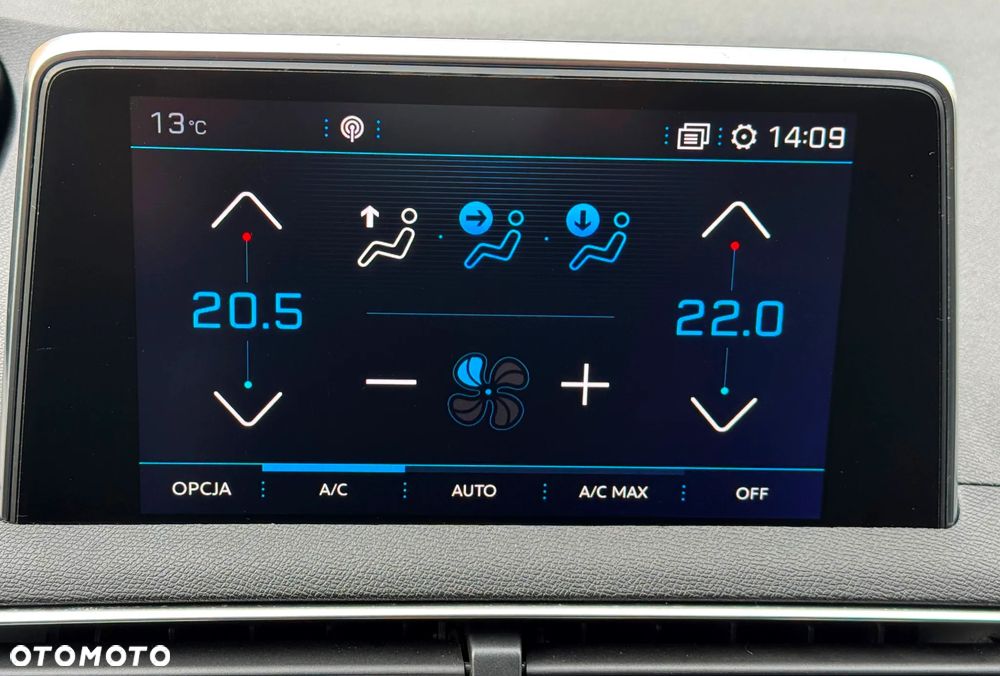 13°C 14:09
20.5 22.0
OPCJA A/C AUTO A/C MAX OFF
OTOMOTO